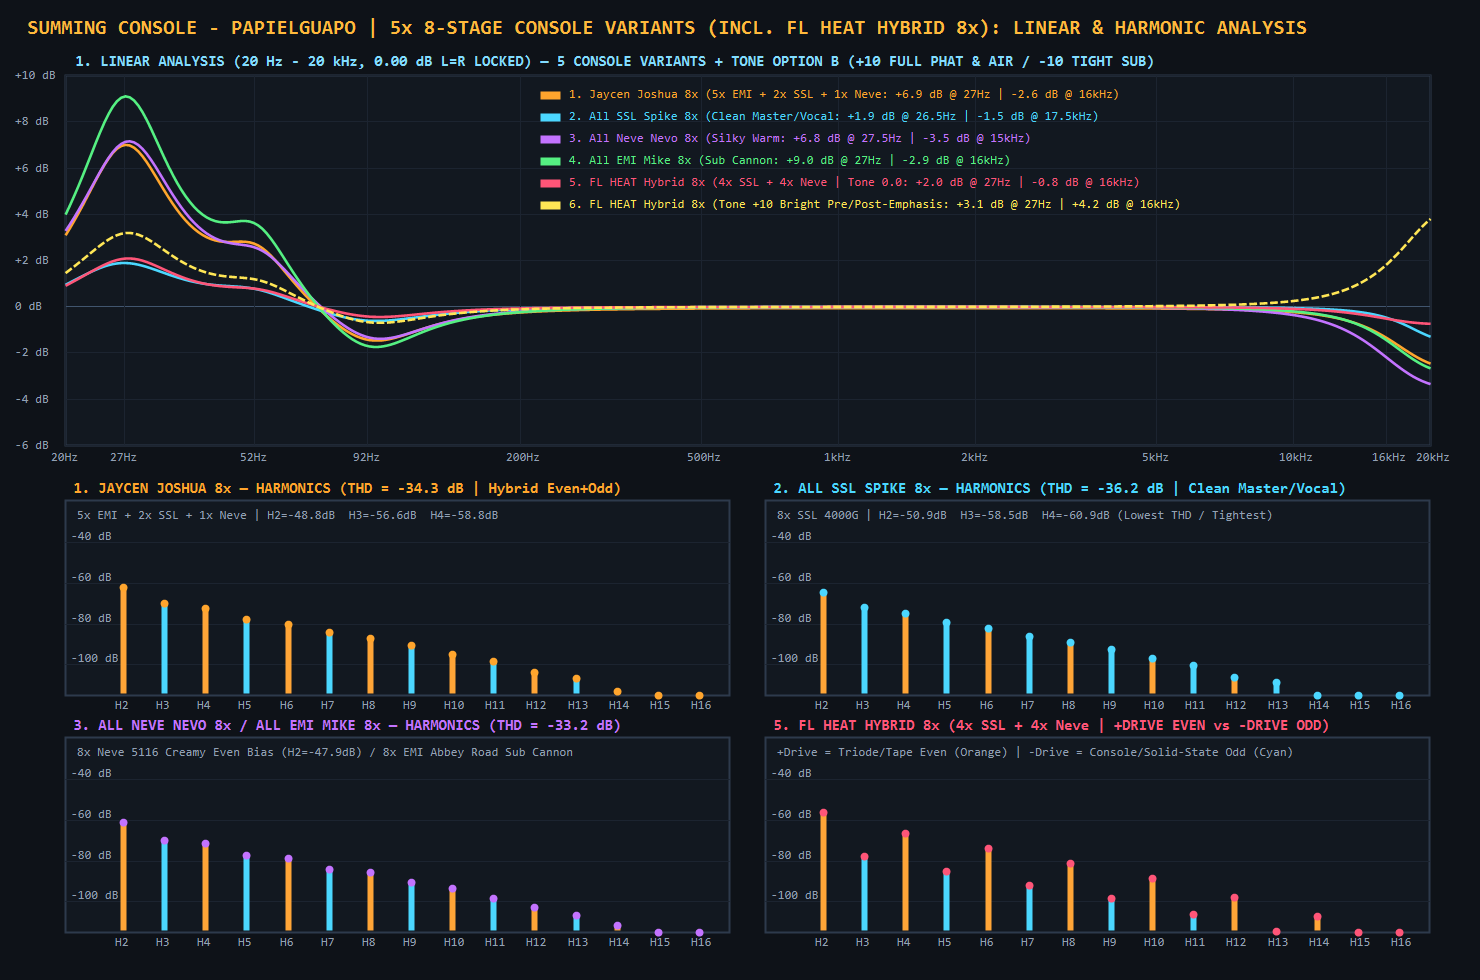 SUMMING CONSOLE - PAPIELGUAPO | 5x 8-STAGE CONSOLE VARIANTS (INCL. FL HEAT HYBRID 8x): LINEAR & HARMONIC ANALYSIS
1. LINEAR ANALYSIS (20 Hz - 20 kHz, 0.00 dB L=R LOCKED) — 5 CONSOLE VARIANTS + TONE OPTION B (+10 FULL PHAT & AIR / -10 TIGHT SUB)
+10 dB
+8 dB
+6 dB
+4 dB
+2 dB
0 dB
-2 dB
-4 dB
-6 dB
1. Jaycen Joshua 8x (5x EMI + 2x SSL + 1x Neve: +6.9 dB @ 27Hz | -2.6 dB @ 16kHz)
2. All SSL Spike 8x (Clean Master/Vocal: +1.9 dB @ 26.5Hz | -1.5 dB @ 17.5kHz)
3. All Neve Nevo 8x (Silky Warm: +6.8 dB @ 27.5Hz | -3.5 dB @ 15kHz)
4. All EMI Mike 8x (Sub Cannon: +9.0 dB @ 27Hz | -2.9 dB @ 16kHz)
5. FL HEAT Hybrid 8x (4x SSL + 4x Neve | Tone 0.0: +2.0 dB @ 27Hz | -0.8 dB @ 16kHz)
6. FL HEAT Hybrid 8x (Tone +10 Bright Pre/Post-Emphasis: +3.1 dB @ 27Hz | +4.2 dB @ 16kHz)
20Hz 27Hz 52Hz 92Hz 200Hz 500Hz 1kHz 2kHz 5kHz 10kHz 16kHz 20kHz
1. JAYCEN JOSHUA 8x — HARMONICS (THD = -34.3 dB | Hybrid Even+Odd)
5x EMI + 2x SSL + 1x Neve | H2=-48.8dB H3=-56.6dB H4=-58.8dB
-40 dB
-60 dB
-80 dB
-100 dB
H2 H3 H4 H5 H6 H7 H8 H9 H10 H11 H12 H13 H14 H15 H16
2. ALL SSL SPIKE 8x — HARMONICS (THD = -36.2 dB | Clean Master/Vocal)
8x SSL 4000G | H2=-50.9dB H3=-58.5dB H4=-60.9dB (Lowest THD / Tightest)
-40 dB
-60 dB
-80 dB
-100 dB
H2 H3 H4 H5 H6 H7 H8 H9 H10 H11 H12 H13 H14 H15 H16
3. ALL NEVE NEVO 8x / ALL EMI MIKE 8x — HARMONICS (THD = -33.2 dB)
8x Neve 5116 Creamy Even Bias (H2=-47.9dB) / 8x EMI Abbey Road Sub Cannon
-40 dB
-60 dB
-80 dB
-100 dB
H2 H3 H4 H5 H6 H7 H8 H9 H10 H11 H12 H13 H14 H15 H16
5. FL HEAT HYBRID 8x (4x SSL + 4x Neve | +DRIVE EVEN vs -DRIVE ODD)
+Drive = Triode/Tape Even (Orange) | -Drive = Console/Solid-State Odd (Cyan)
-40 dB
-60 dB
-80 dB
-100 dB
H2 H3 H4 H5 H6 H7 H8 H9 H10 H11 H12 H13 H14 H15 H16